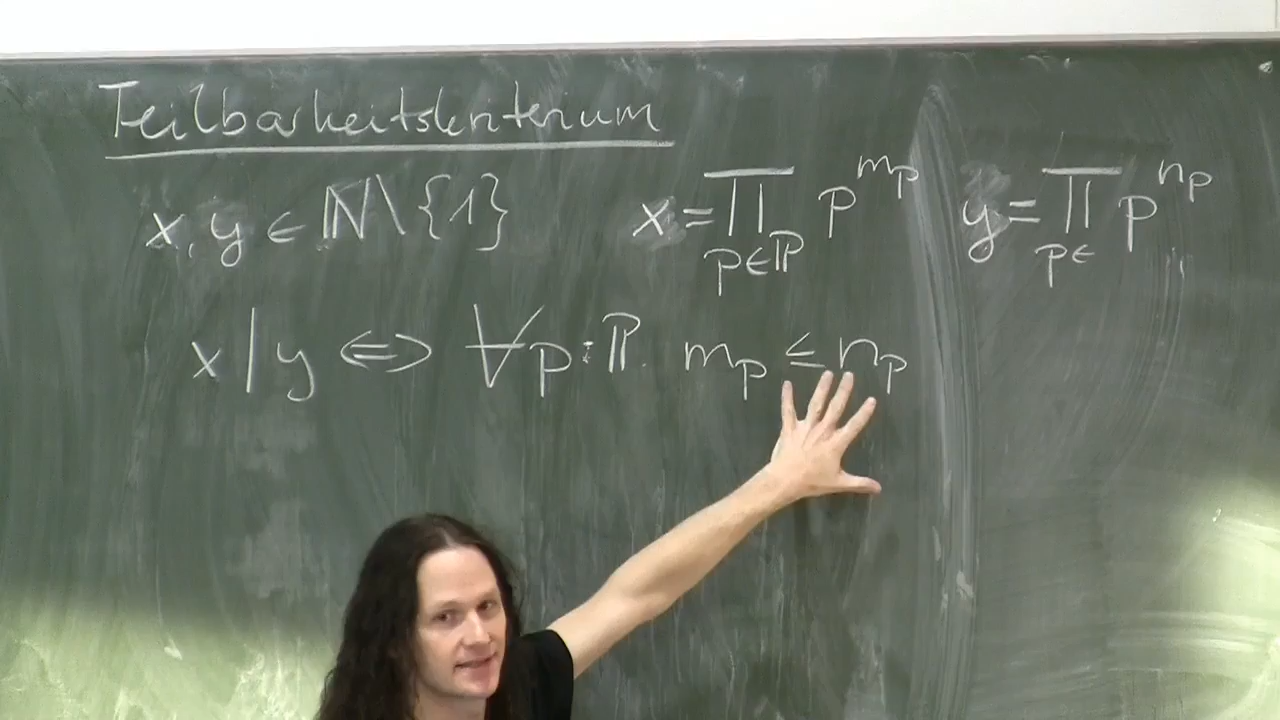 Teilbarkeitskriterium
x, y ∈ ℕ\{1} x = ∏_{p∈ℙ} p^{m_p} y = ∏_{p∈} p^{n_p}
x | y ⇔ ∀p:ℙ. m_p ≤ n_p